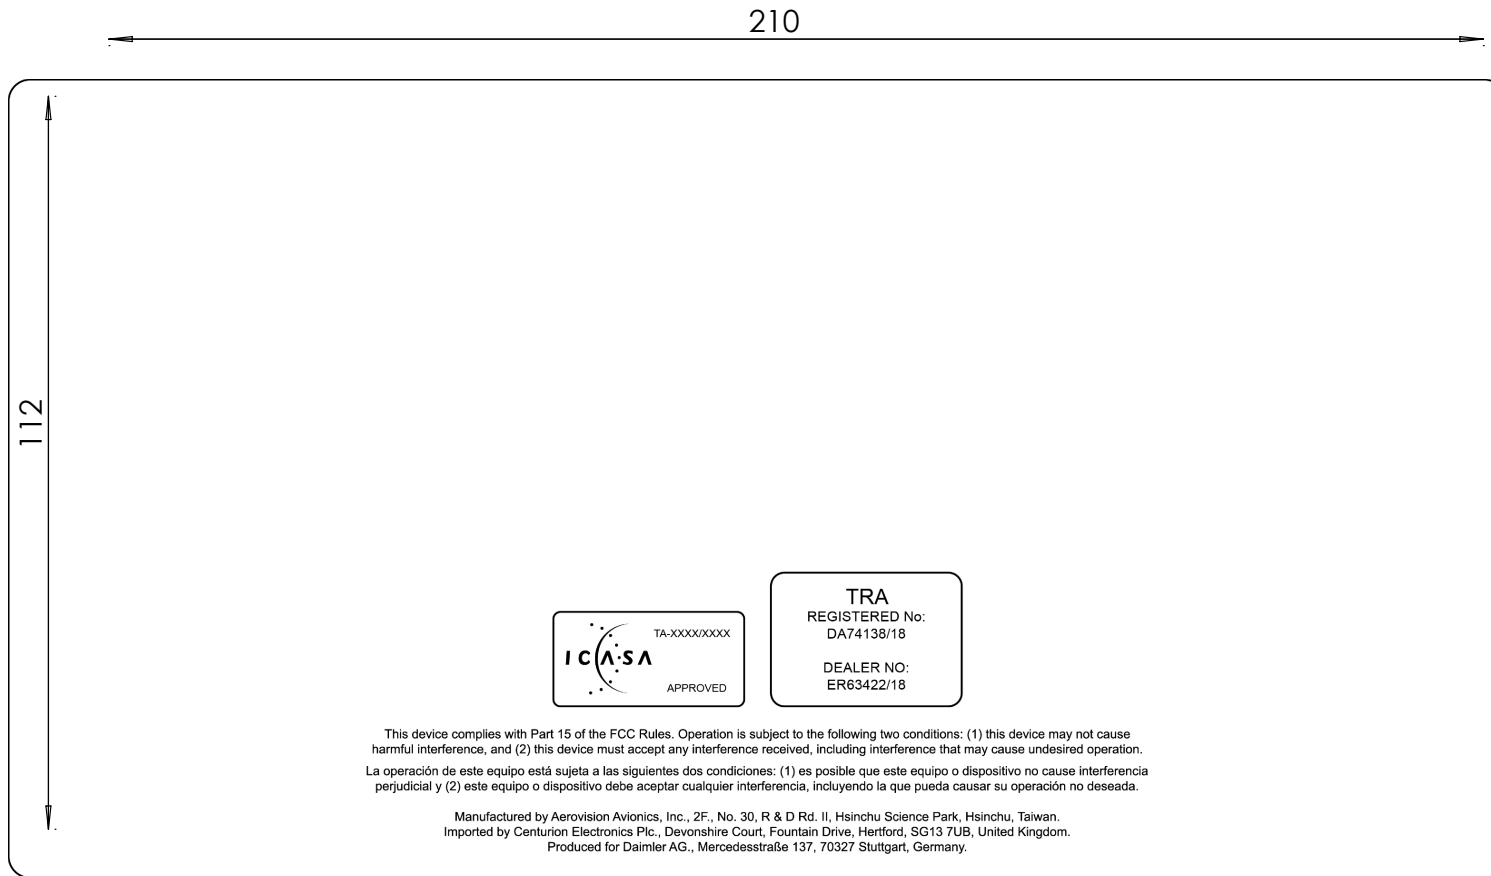 210
112
TA-XXXX/XXXX
ICASA
APPROVED
TRA
REGISTERED No:
DA74138/18
DEALER NO:
ER63422/18
This device complies with Part 15 of the FCC Rules. Operation is subject to the following two conditions: (1) this device may not cause
harmful interference, and (2) this device must accept any interference received, including interference that may cause undesired operation.
La operación de este equipo está sujeta a las siguientes dos condiciones: (1) es posible que este equipo o dispositivo no cause interferencia
perjudicial y (2) este equipo o dispositivo debe aceptar cualquier interferencia, incluyendo la que pueda causar su operación no deseada.
Manufactured by Aerovision Avionics, Inc., 2F., No. 30, R & D Rd. II, Hsinchu Science Park, Hsinchu, Taiwan.
Imported by Centurion Electronics Plc., Devonshire Court, Fountain Drive, Hertford, SG13 7UB, United Kingdom.
Produced for Daimler AG., Mercedesstraße 137, 70327 Stuttgart, Germany.